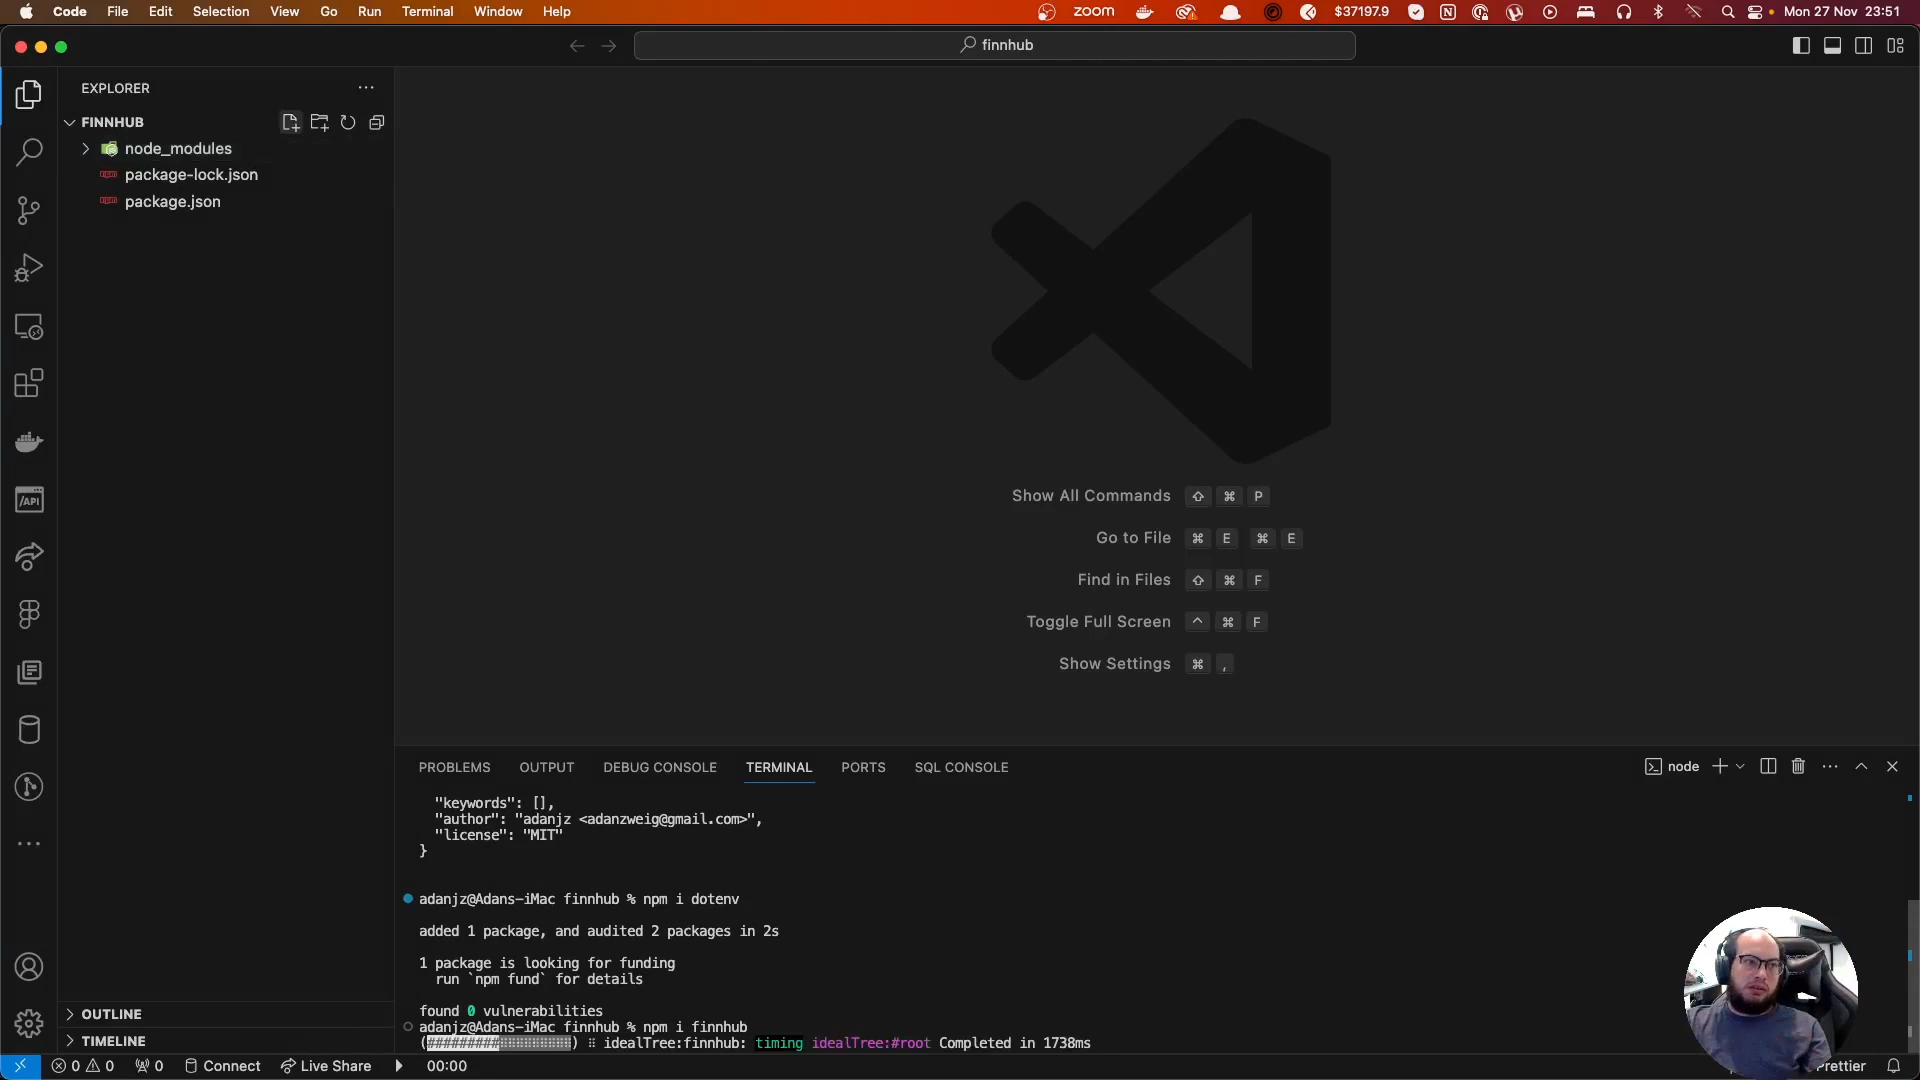 Code File Edit Selection View Go Run Terminal Window Help
zoom $37197.9 Mon 27 Nov 23:51
finnhub
EXPLORER
FINNHUB
node_modules
package-lock.json
package.json
Show All Commands ⇧ ⌘ P
Go to File ⌘ E ⌘ E
Find in Files ⇧ ⌘ F
Toggle Full Screen ^ ⌘ F
Show Settings ⌘ ,
PROBLEMS OUTPUT DEBUG CONSOLE TERMINAL PORTS SQL CONSOLE
node
"keywords": [],
"author": "adanjz <adanzweig@gmail.com>",
"license": "MIT"
}
adanjz@Adans-iMac finnhub % npm i dotenv
added 1 package, and audited 2 packages in 2s
1 package is looking for funding
run `npm fund` for details
found 0 vulnerabilities
adanjz@Adans-iMac finnhub % npm i finnhub
idealTree:finnhub: timing idealTree:#root Completed in 1738ms
OUTLINE
TIMELINE
0 0 0 Connect Live Share 00:00 Prettier
API